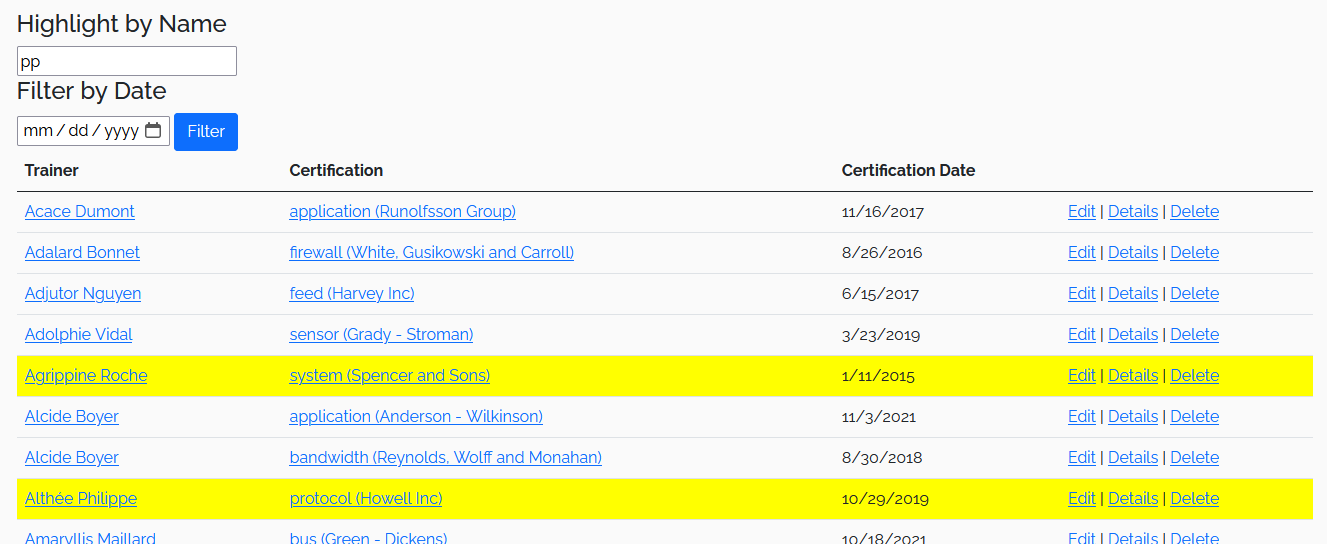 Highlight by Name
pp
Filter by Date
mm / dd / yyyy Filter
Trainer Certification Certification Date
Acace Dumont application (Runolfsson Group) 11/16/2017 Edit | Details | Delete
Adalard Bonnet firewall (White, Gusikowski and Carroll) 8/26/2016 Edit | Details | Delete
Adjutor Nguyen feed (Harvey Inc) 6/15/2017 Edit | Details | Delete
Adolphie Vidal sensor (Grady - Stroman) 3/23/2019 Edit | Details | Delete
Agrippine Roche system (Spencer and Sons) 1/11/2015 Edit | Details | Delete
Alcide Boyer application (Anderson - Wilkinson) 11/3/2021 Edit | Details | Delete
Alcide Boyer bandwidth (Reynolds, Wolff and Monahan) 8/30/2018 Edit | Details | Delete
Althée Philippe protocol (Howell Inc) 10/29/2019 Edit | Details | Delete
Amaryllis Maillard bus (Green - Dickens) 10/18/2021 Edit | Details | Delete